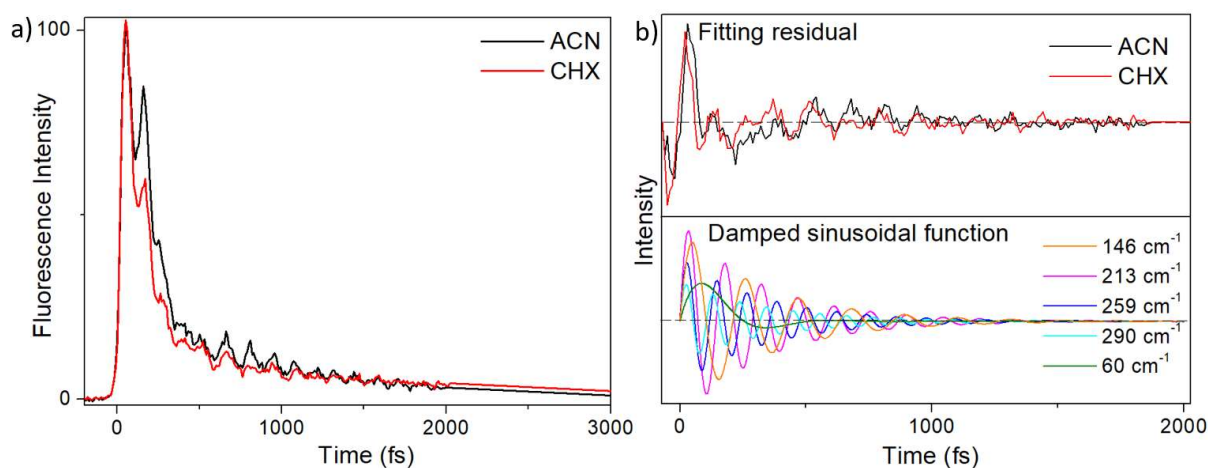 a)
100
0
Fluorescence Intensity
ACN
CHX
0
1000
2000
3000
Time (fs)
b)
Fitting residual
ACN
CHX
Intensity
Damped sinusoidal function
146 cm⁻¹
213 cm⁻¹
259 cm⁻¹
290 cm⁻¹
60 cm⁻¹
0
1000
2000
Time (fs)